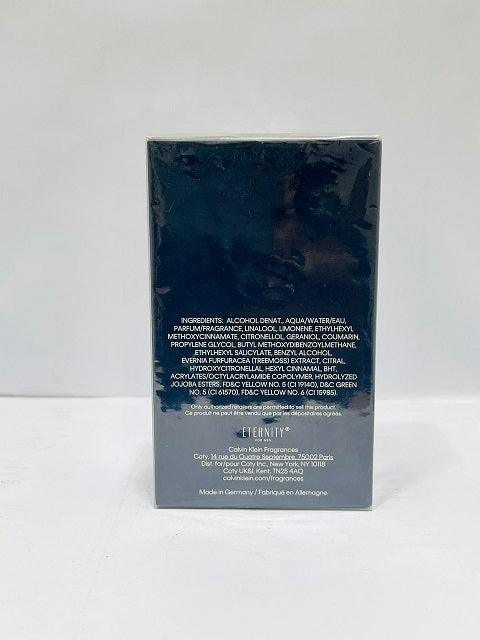 INGREDIENTS: ALCOHOL DENAT., AQUA/WATER/EAU,
PARFUM/FRAGRANCE, LINALOOL, LIMONENE, ETHYLHEXYL
METHOXYCINNAMATE, CITRONELLOL, GERANIOL, COUMARIN,
PROPYLENE GLYCOL, BUTYL METHOXYDIBENZOYLMETHANE,
ETHYLHEXYL SALICYLATE, BENZYL ALCOHOL,
EVERNIA FURFURACEA (TREEMOSS) EXTRACT, CITRAL,
HYDROXYCITRONELLAL, HEXYL CINNAMAL, BHT,
ACRYLATES/OCTYLACRYLAMIDE COPOLYMER, HYDROLYZED
JOJOBA ESTERS, FD&C YELLOW NO. 5 (CI 19140), D&C GREEN
NO. 5 (CI 61570), FD&C YELLOW NO. 6 (CI 15985).
Only authorized retailers are permitted to sell this product.
Ce produit ne peut être vendu que par les dépositaires agréés.
ETERNITY®
FOR MEN
Calvin Klein Fragrances
Coty, 14 rue du Quatre Septembre, 75002 Paris
Dist. for/pour Coty Inc., New York, NY 10118
Coty UK&I, Kent, TN25 4AQ
calvinklein.com/fragrances
Made in Germany / Fabriqué en Allemagne